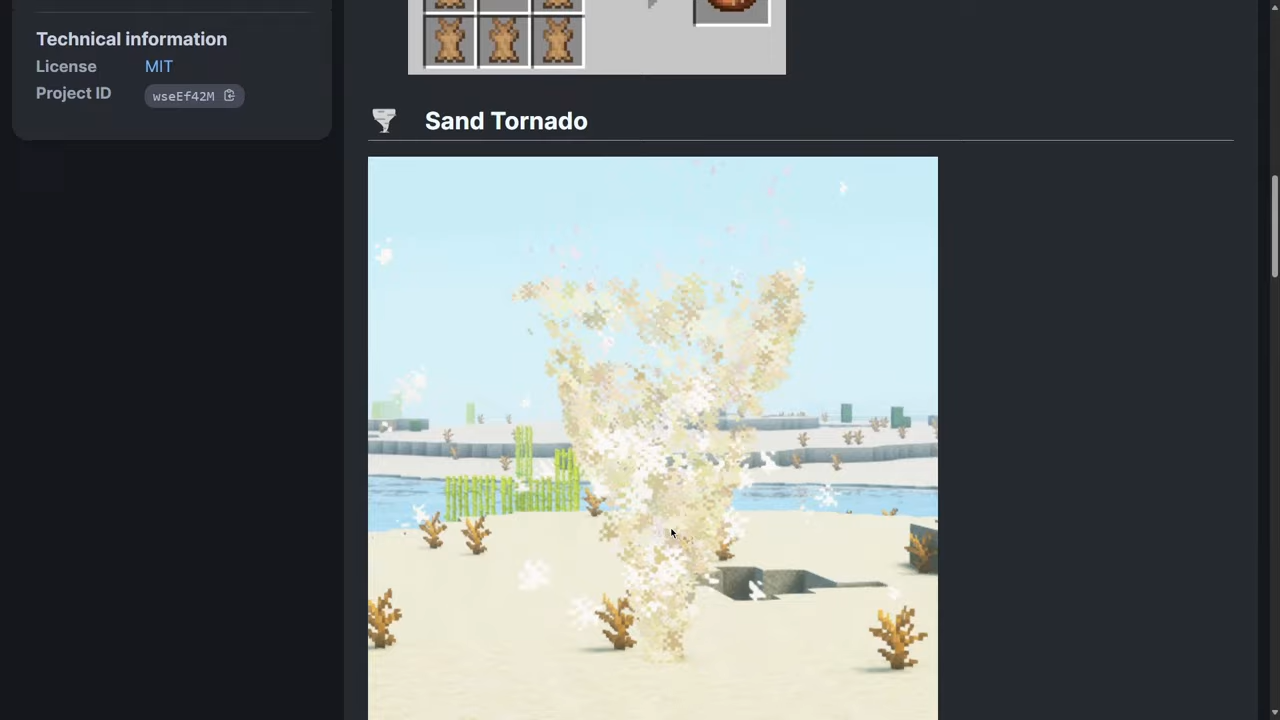 Technical information
License MIT
Project ID wseEf42M
Sand Tornado